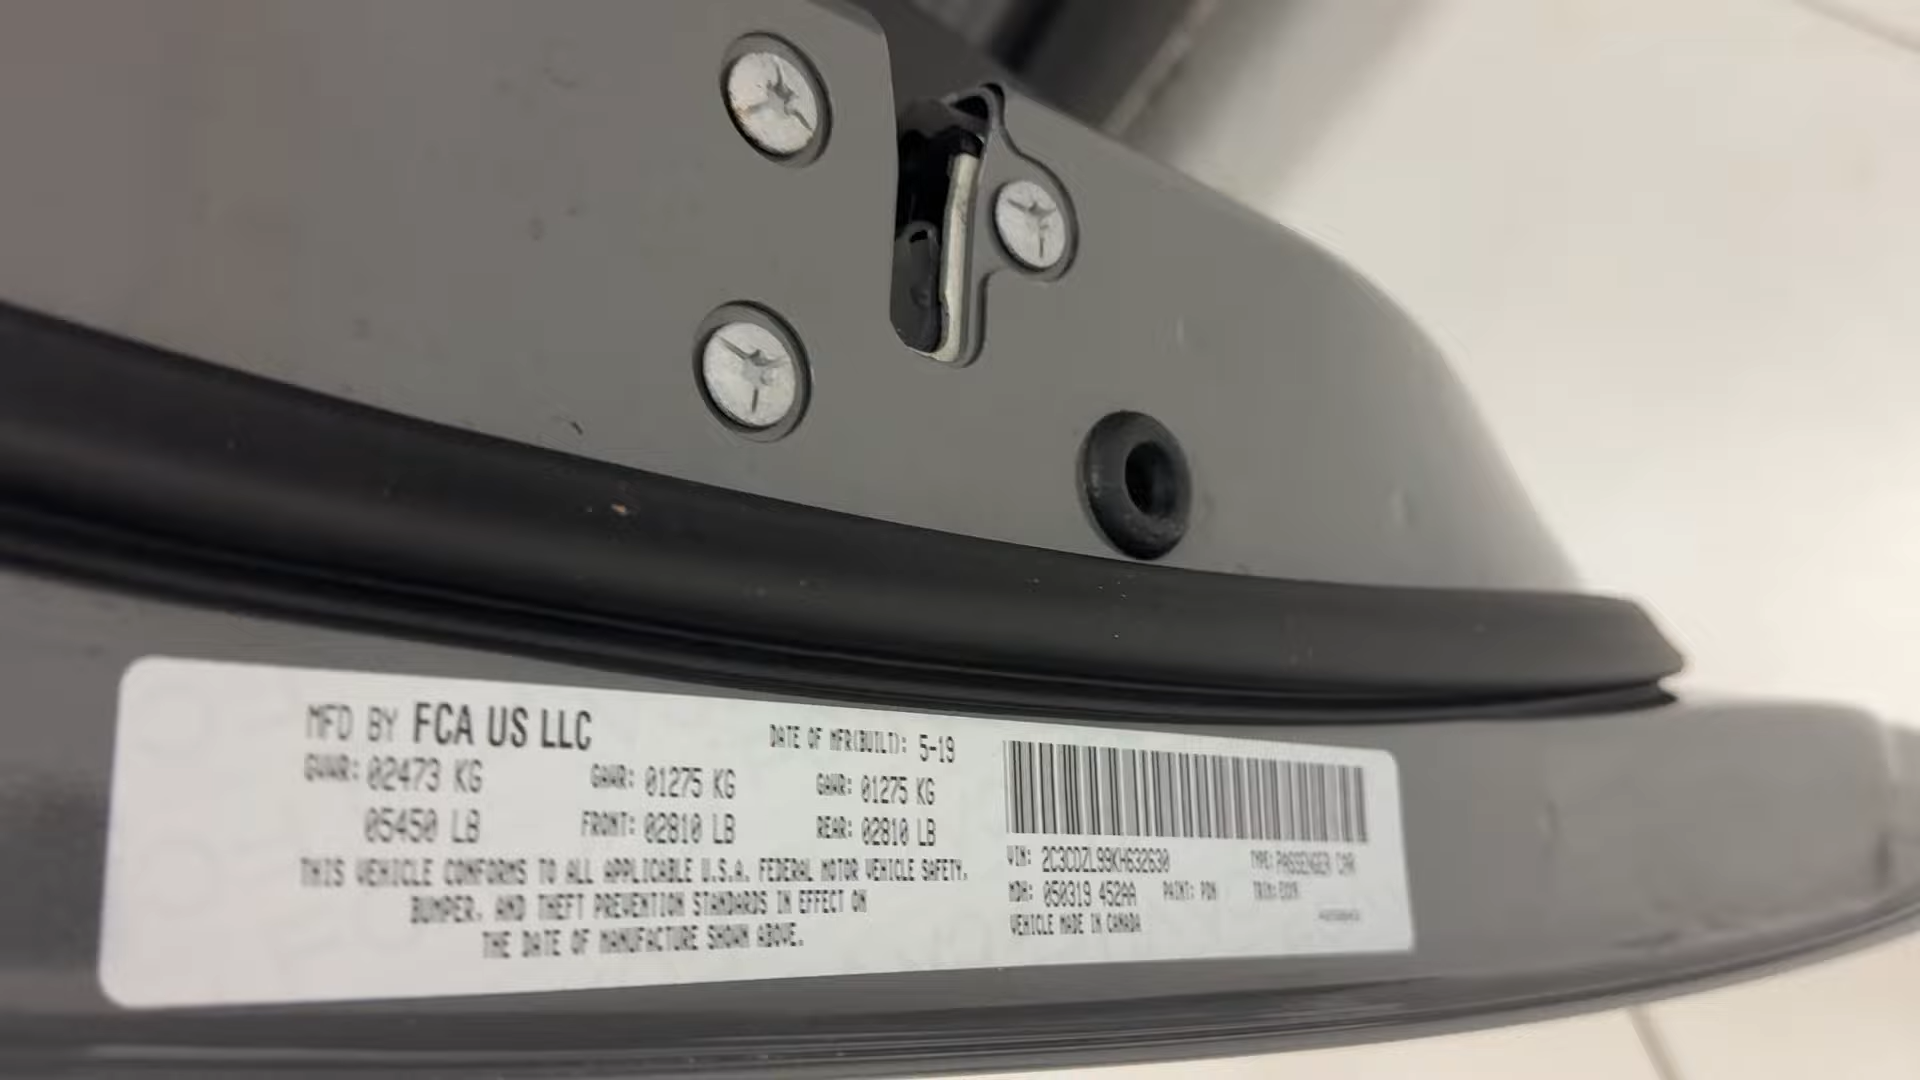 MFD BY FCA US LLC
DATE OF MFR(BUILT): 5-19
GVWR: 02473 KG
GAWR: 01275 KG
GAWR: 01275 KG
05450 LB
FRONT: 02810 LB
REAR: 02810 LB
THIS VEHICLE CONFORMS TO ALL APPLICABLE U.S.A. FEDERAL MOTOR VEHICLE SAFETY,
BUMPER, AND THEFT PREVENTION STANDARDS IN EFFECT ON
THE DATE OF MANUFACTURE SHOWN ABOVE.
VIN: 2C3CDZL99KH632630
TYPE: PASSENGER CAR
MDH: 050319 452AA
PAINT: PDN
TRIM:
VEHICLE MADE IN CANADA